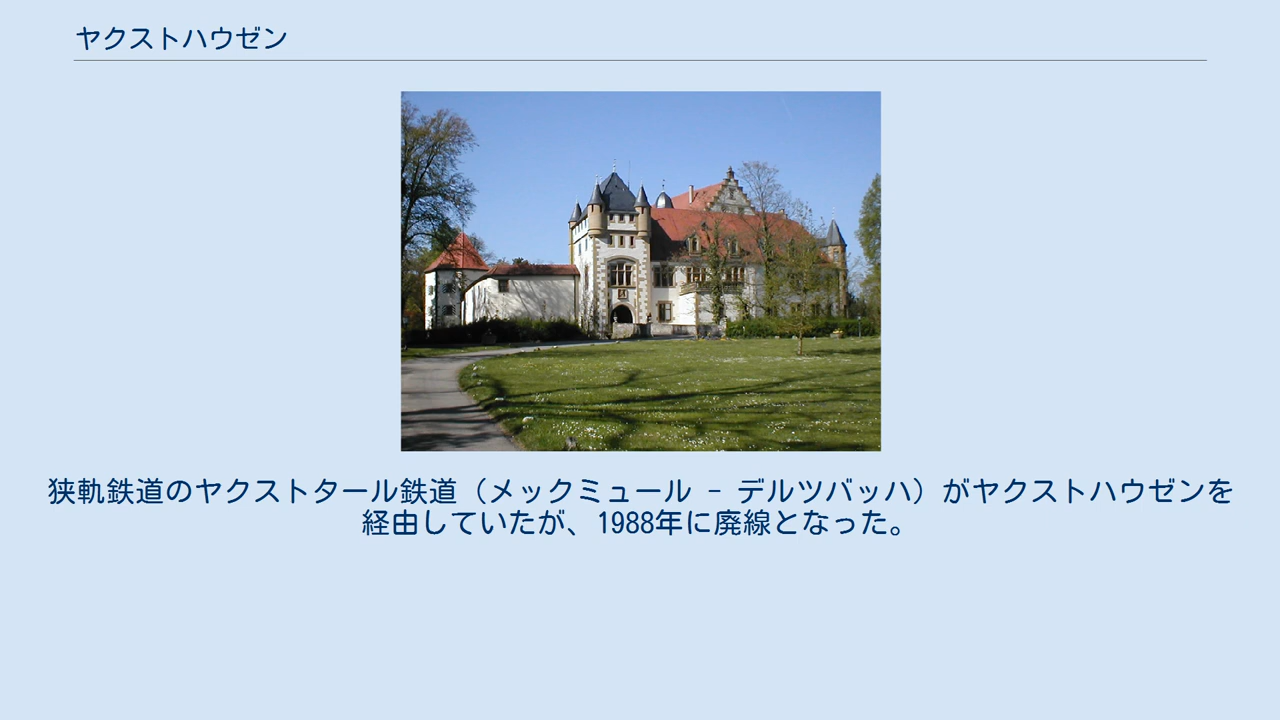 ヤクストハウゼン
狭軌鉄道のヤクストタール鉄道（メックミュール - デルツバッハ）がヤクストハウゼンを
経由していたが、1988年に廃線となった。